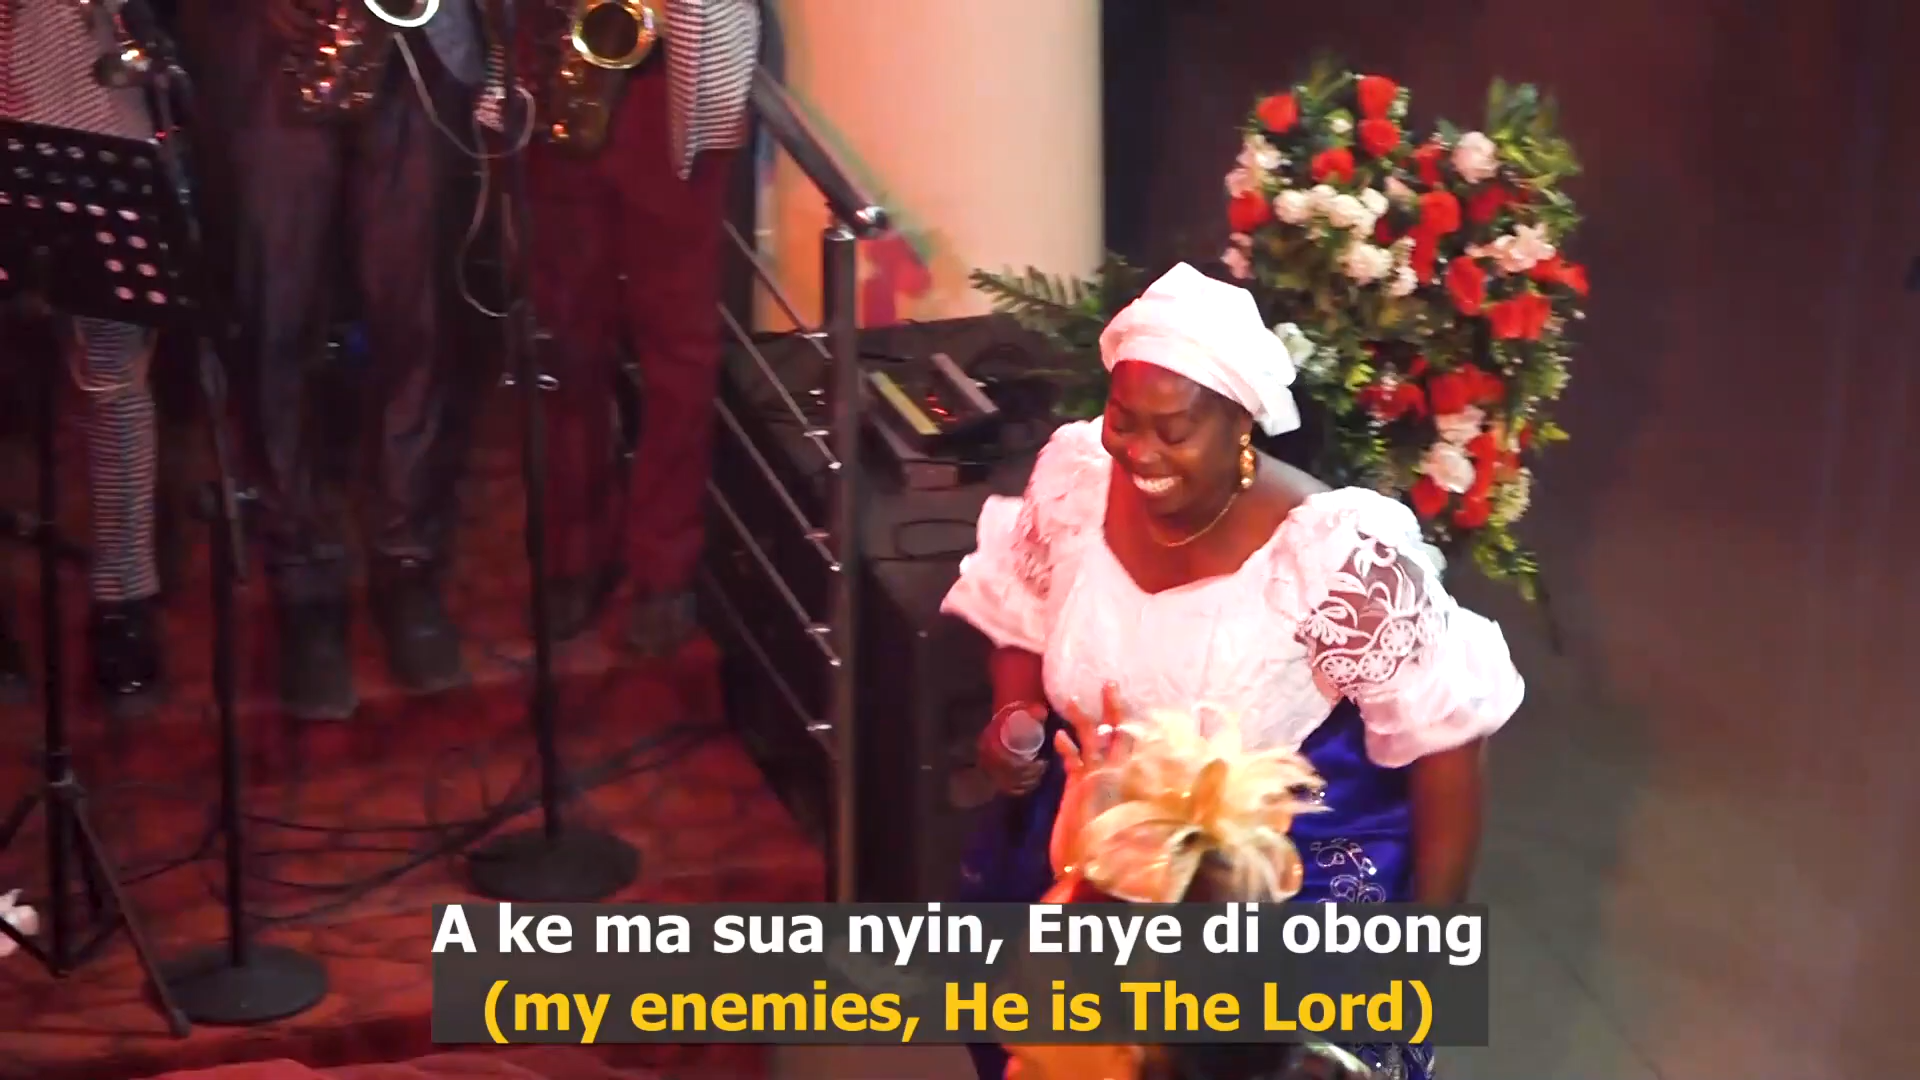 A ke ma sua nyin, Enye di obong
(my enemies, He is The Lord)